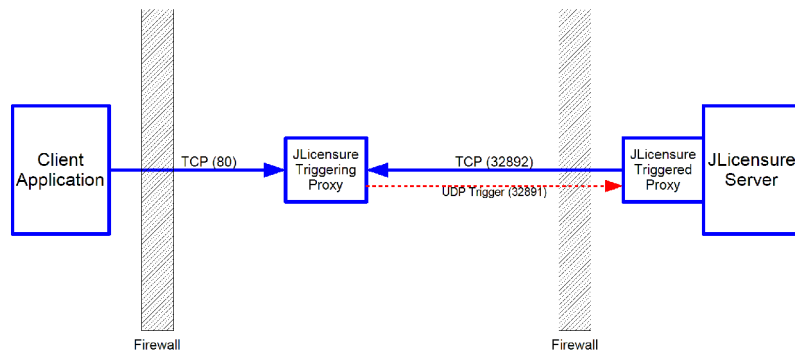 Client
Application
TCP (80)
JLicensure
Triggering
Proxy
TCP (32892)
UDP Trigger (32891)
JLicensure
Triggered
Proxy
JLicensure
Server
Firewall
Firewall